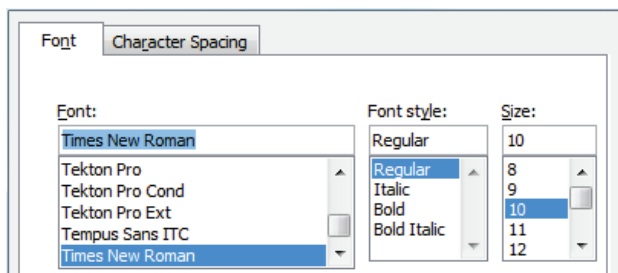 Font
Character Spacing
Font:
Font style:
Size:
Times New Roman
Regular
10
Tekton Pro
Tekton Pro Cond
Tekton Pro Ext
Tempus Sans ITC
Times New Roman
Regular
Italic
Bold
Bold Italic
8
9
10
11
12